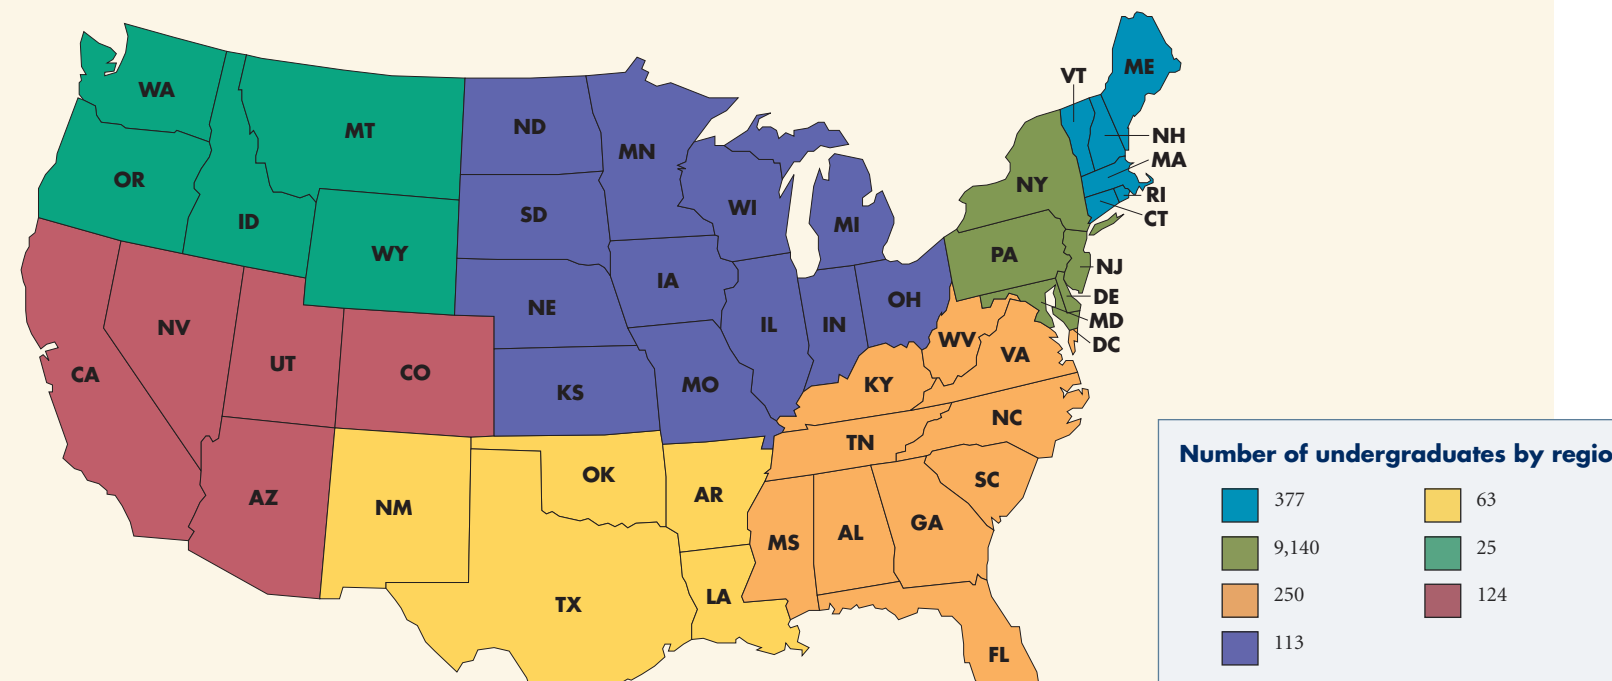 ME
VT
WA
ND
MT
NH
MN
MA
OR
NY
RI
WI
SD
CT
ID
MI
WY
PA
NJ
IA
DE
OH
NE
MD
IL
IN
NV
WV
DC
VA
UT
CO
CA
KY
MO
KS
NC
TN
OK
SC
AR
AZ
NM
GA
AL
MS
LA
TX
FL
Number of undergraduates by regio
377
63
9,140
25
250
124
113